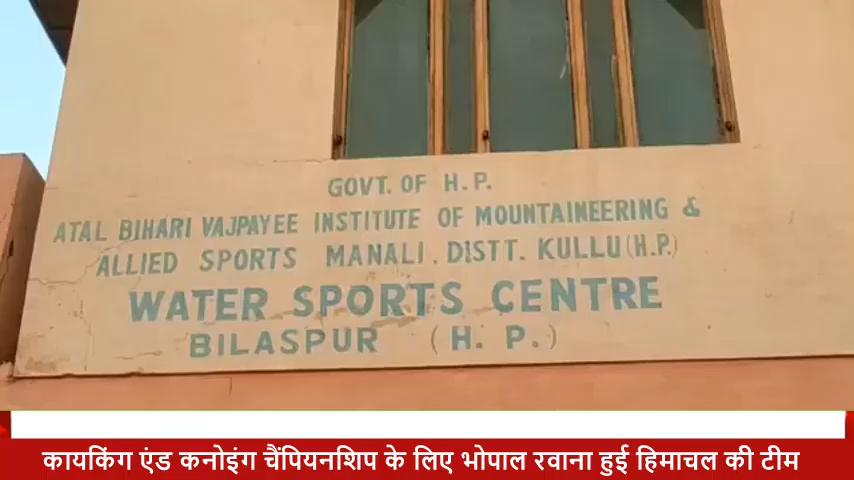 GOVT. OF H.P.
ATAL BIHARI VAJPAYEE INSTITUTE OF MOUNTAINEERING &
ALLIED SPORTS MANALI. DISTT. KULLU (H.P.)
WATER SPORTS CENTRE
BILASPUR (H. P.)
कायकिंग एंड कनोइंग चैंपियनशिप के लिए भोपाल रवाना हुई हिमाचल की टीम